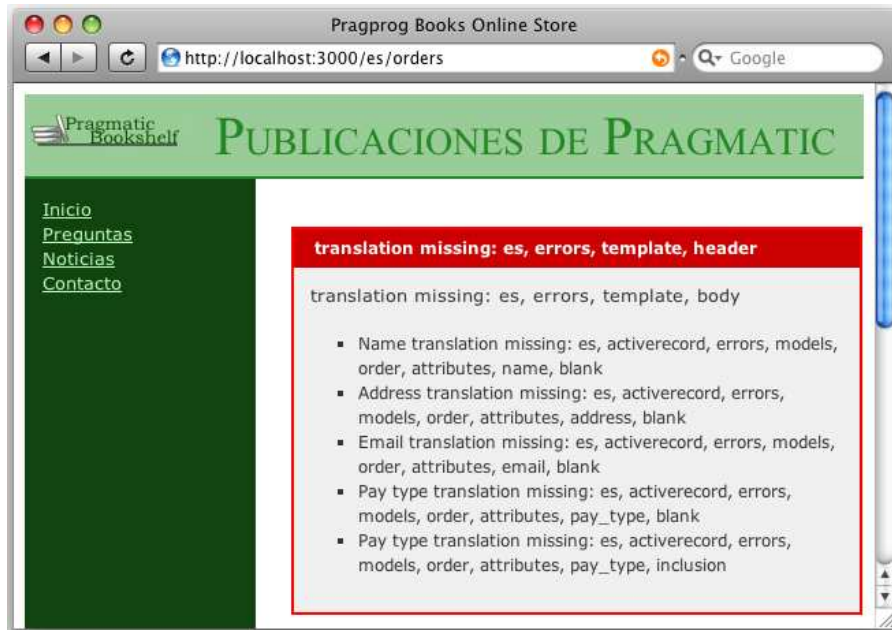 Pragprog Books Online Store
http://localhost:3000/es/orders
Google
Pragmatic
Bookshelf
PUBLICACIONES DE PRAGMATIC
Inicio
Preguntas
Noticias
Contacto
translation missing: es, errors, template, header
translation missing: es, errors, template, body
▪ Name translation missing: es, activerecord, errors, models,
order, attributes, name, blank
▪ Address translation missing: es, activerecord, errors,
models, order, attributes, address, blank
▪ Email translation missing: es, activerecord, errors, models,
order, attributes, email, blank
▪ Pay type translation missing: es, activerecord, errors,
models, order, attributes, pay_type, blank
▪ Pay type translation missing: es, activerecord, errors,
models, order, attributes, pay_type, inclusion